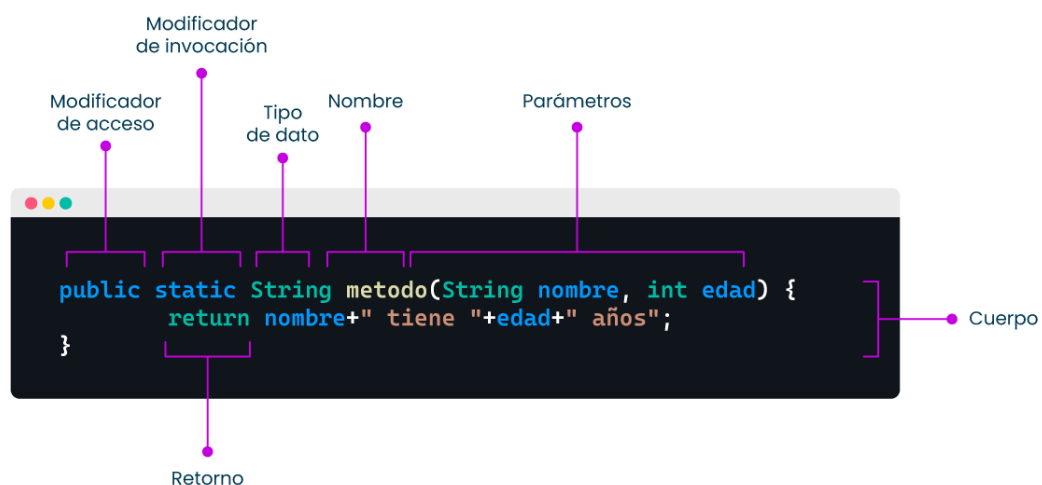 Modificador
de invocación
Modificador
de acceso
Tipo
de dato
Nombre
Parámetros
public static String metodo(String nombre, int edad) {
return nombre+" tiene "+edad+" años";
}
Cuerpo
Retorno